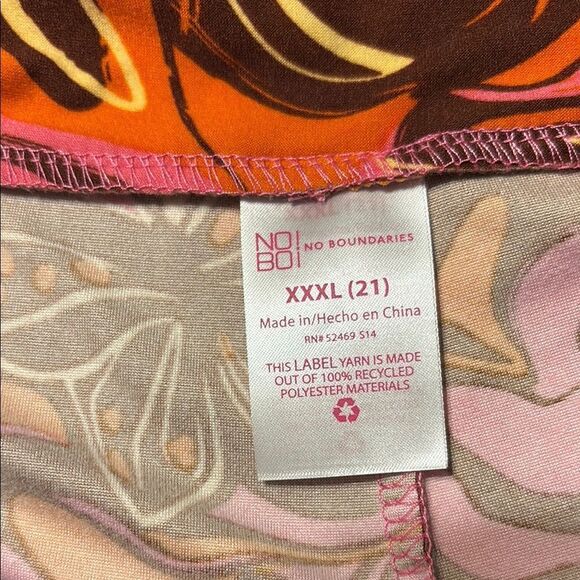 NO!
BO! NO BOUNDARIES
XXXL (21)
Made in/Hecho en China
RN# 52469 S14
THIS LABEL YARN IS MADE
OUT OF 100% RECYCLED
POLYESTER MATERIALS